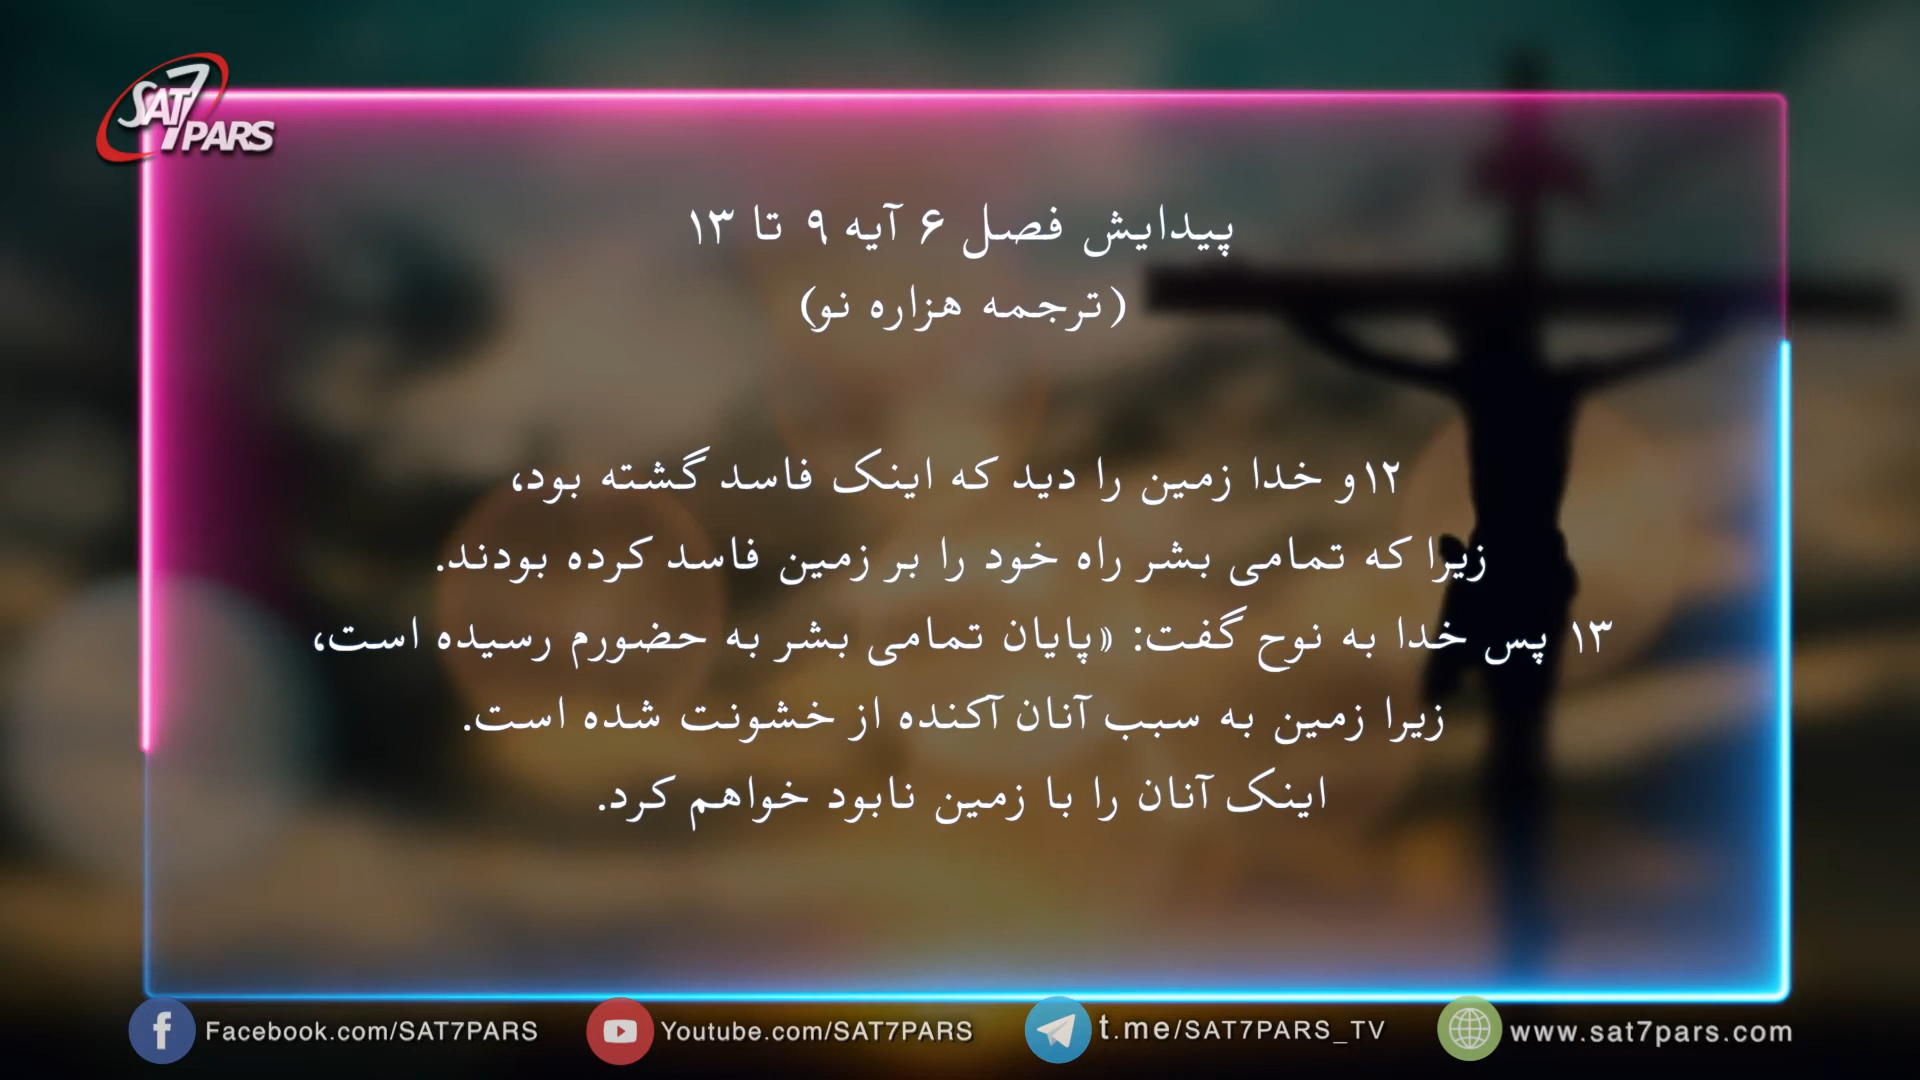 SAT7 PARS
پیدایش فصل ۶ آیه ۹ تا ۱۳
(ترجمه هزاره نو)
۱۲و خدا زمین را دید که اینک فاسد گشته بود،
زیرا که تمامی بشر راه خود را بر زمین فاسد کرده بودند.
۱۳ پس خدا به نوح گفت: «پایان تمامی بشر به حضورم رسیده است،
زیرا زمین به سبب آنان آکنده از خشونت شده است.
اینک آنان را با زمین نابود خواهم کرد.
Facebook.com/SAT7PARS
Youtube.com/SAT7PARS
t.me/SAT7PARS_TV
www.sat7pars.com